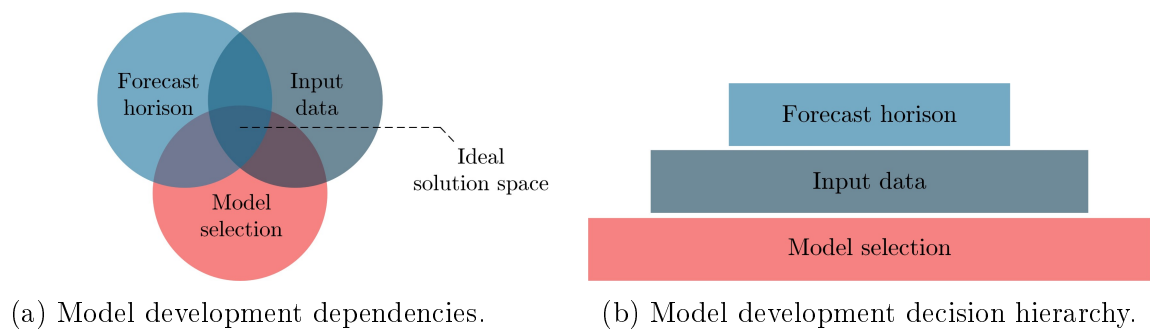 Forecast
horison
Input
data
Ideal
solution space
Model
selection
(a) Model development dependencies.
Forecast horison
Input data
Model selection
(b) Model development decision hierarchy.